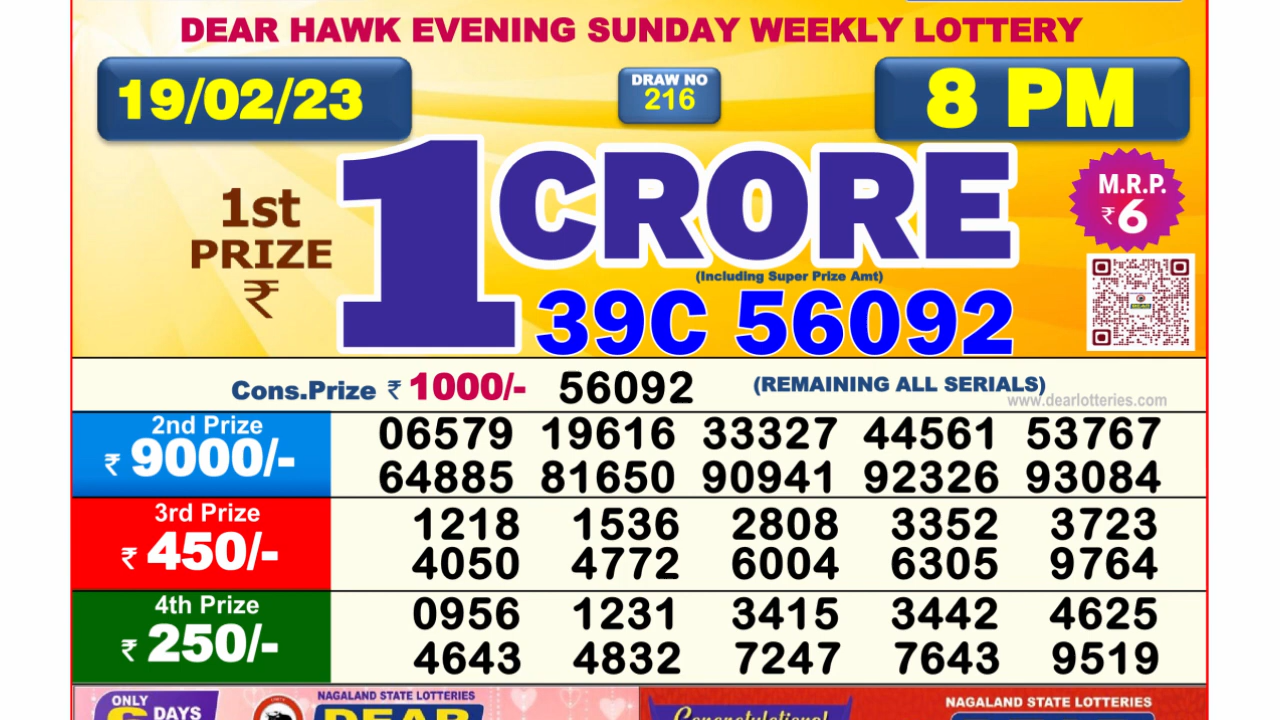 DEAR HAWK EVENING SUNDAY WEEKLY LOTTERY
19/02/23
DRAW NO
216
8 PM
1st
PRIZE
₹
1 CRORE
(Including Super Prize Amt)
39C 56092
M.R.P.
₹ 6
Cons.Prize ₹ 1000/- 56092 (REMAINING ALL SERIALS)
www.dearlotteries.com
2nd Prize
₹ 9000/-
06579 19616 33327 44561 53767
64885 81650 90941 92326 93084
3rd Prize
₹ 450/-
1218 1536 2808 3352 3723
4050 4772 6004 6305 9764
4th Prize
₹ 250/-
0956 1231 3415 3442 4625
4643 4832 7247 7643 9519
ONLY
6 DAYS
NAGALAND STATE LOTTERIES
DEAR
Congratulations!
NAGALAND STATE LOTTERIES